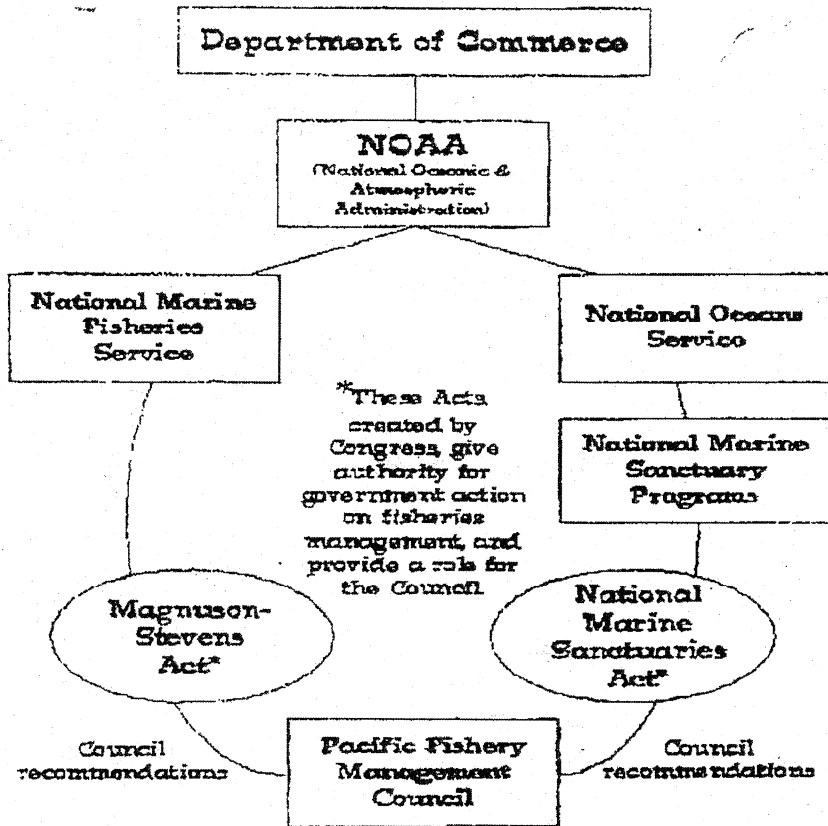 Department of Commerce
NOAA
(National Oceanic &
Atmospheric
Administration)
National Marine
Fisheries
Service
National Oceans
Service
*These Acts
created by
Congress, give
authority for
government action
on fisheries
management, and
provide a role for
the Council
National Marine
Sanctuary
Programs
Magnuson-
Stevens
Act*
National
Marine
Sanctuaries
Act*
Council
recommendations
Pacific Fishery
Management
Council
Council
recommendations